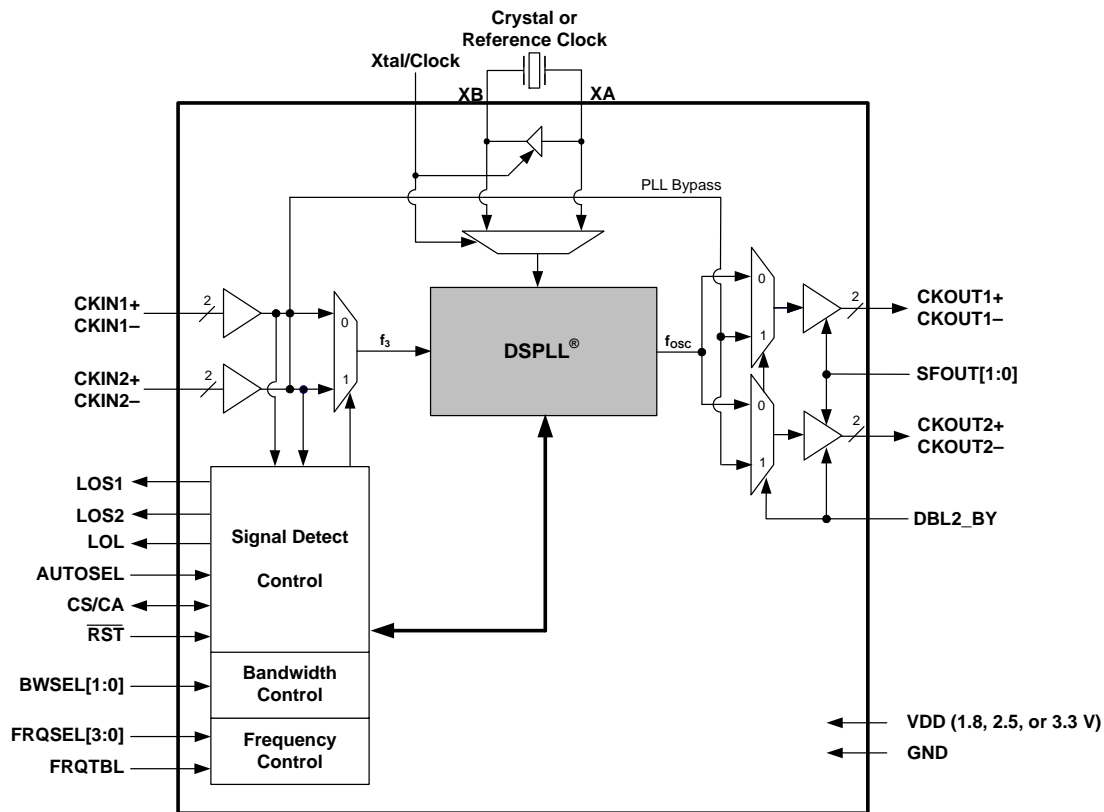 Crystal or
Reference Clock
Xtal/Clock
XB
XA
PLL Bypass
CKIN1+
CKIN1–
2
0
f3
DSPLL®
fOSC
0
1
2
CKOUT1+
CKOUT1–
SFOUT[1:0]
CKIN2+
CKIN2–
2
1
0
1
2
CKOUT2+
CKOUT2–
DBL2_BY
LOS1
LOS2
LOL
AUTOSEL
CS/CA
RST
Signal Detect
Control
BWSEL[1:0]
Bandwidth
Control
FRQSEL[3:0]
FRQTBL
Frequency
Control
VDD (1.8, 2.5, or 3.3 V)
GND